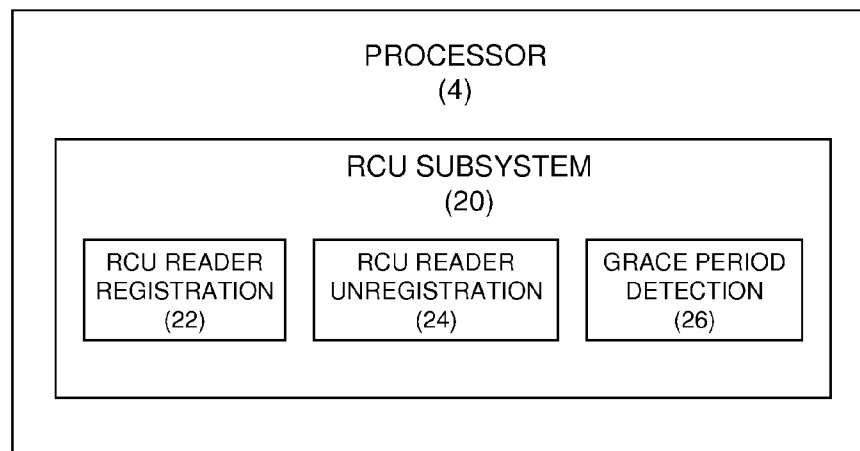 PROCESSOR
(4)
RCU SUBSYSTEM
(20)
RCU READER
REGISTRATION
(22)
RCU READER
UNREGISTRATION
(24)
GRACE PERIOD
DETECTION
(26)